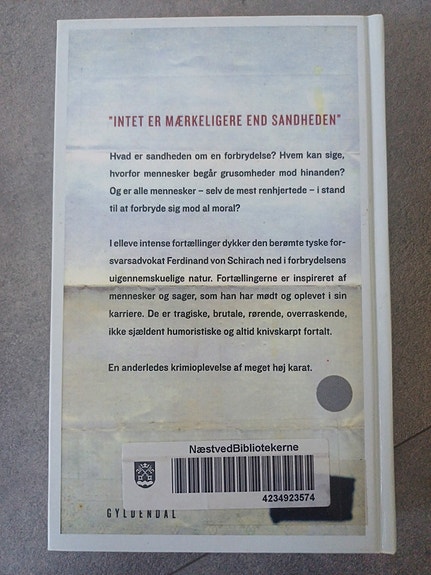 "INTET ER MÆRKELIGERE END SANDHEDEN"
Hvad er sandheden om en forbrydelse? Hvem kan sige,
hvorfor mennesker begår grusomheder mod hinanden?
Og er alle mennesker – selv de mest renhjertede – i stand
til at forbryde sig mod al moral?
I elleve intense fortællinger dykker den berømte tyske for-
svarsadvokat Ferdinand von Schirach ned i forbrydelsens
uigennemskuelige natur. Fortællingerne er inspireret af
mennesker og sager, som han har mødt og oplevet i sin
karriere. De er tragiske, brutale, rørende, overraskende,
ikke sjældent humoristiske og altid knivskarpt fortalt.
En anderledes krimioplevelse af meget høj karat.
NæstvedBibliotekerne
4234923574
GYLDENDAL